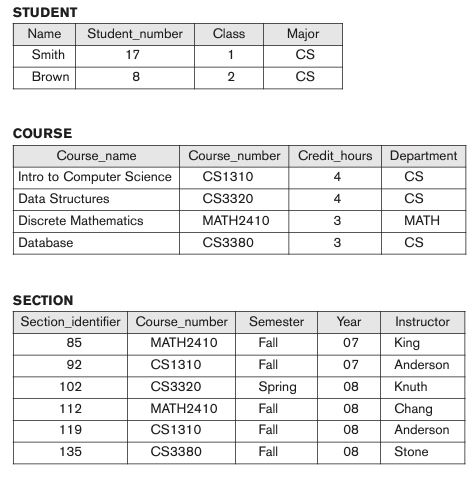 STUDENT
Name Student_number Class Major
Smith 17 1 CS
Brown 8 2 CS
COURSE
Course_name Course_number Credit_hours Department
Intro to Computer Science CS1310 4 CS
Data Structures CS3320 4 CS
Discrete Mathematics MATH2410 3 MATH
Database CS3380 3 CS
SECTION
Section_identifier Course_number Semester Year Instructor
85 MATH2410 Fall 07 King
92 CS1310 Fall 07 Anderson
102 CS3320 Spring 08 Knuth
112 MATH2410 Fall 08 Chang
119 CS1310 Fall 08 Anderson
135 CS3380 Fall 08 Stone